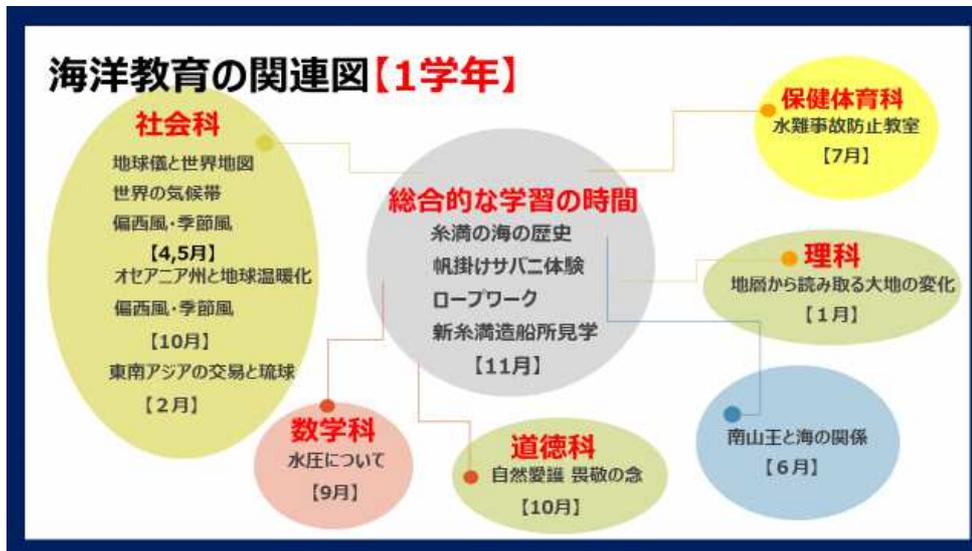 海洋教育の関連図【1学年】
社会科
地球儀と世界地図
世界の気候帯
偏西風・季節風
【4,5月】
オセアニア州と地球温暖化
偏西風・季節風
【10月】
東南アジアの交易と琉球
【２月】
総合的な学習の時間
糸満の海の歴史
帆掛けサバニ体験
ロープワーク
新糸満造船所見学
【11月】
保健体育科
水難事故防止教室
【7月】
理科
地層から読み取る大地の変化
【１月】
南山王と海の関係
【６月】
数学科
水圧について
【9月】
道徳科
自然愛護 畏敬の念
【10月】